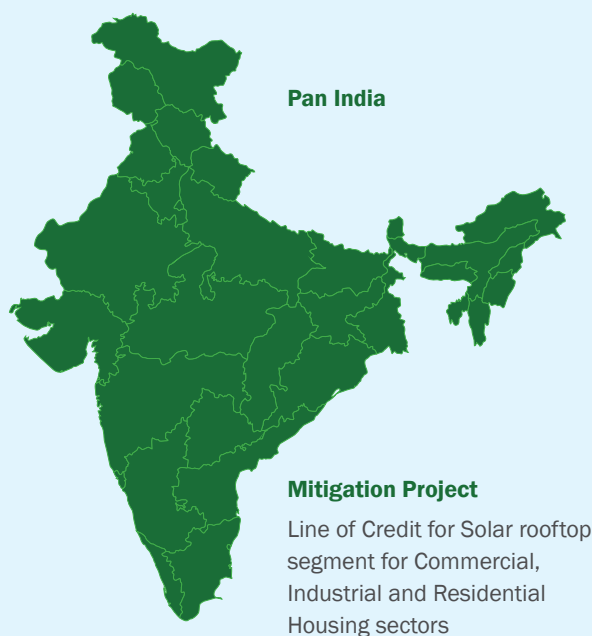 Pan India
Mitigation Project
Line of Credit for Solar rooftop
segment for Commercial,
Industrial and Residential
Housing sectors